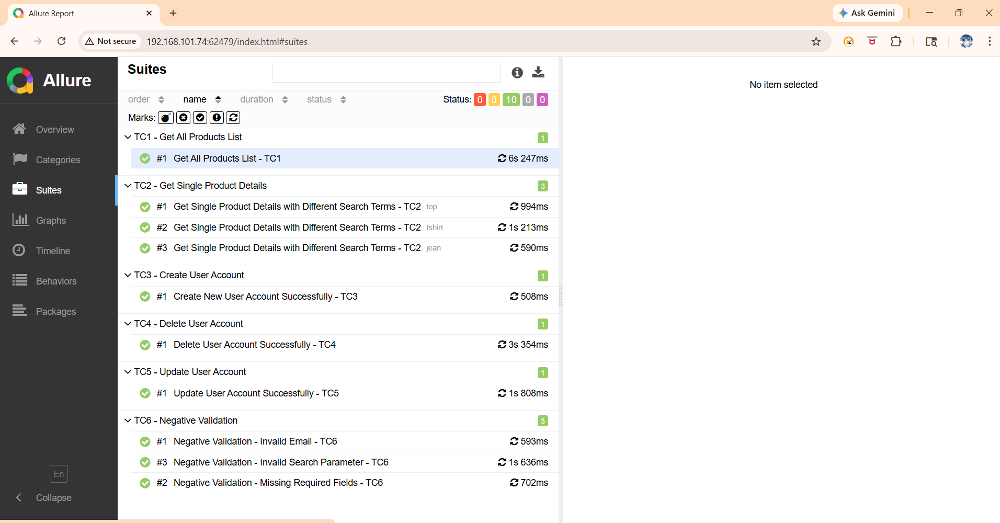 Allure Report
Ask Gemini
Not secure 192.168.101.74:62479/index.html#suites
Allure
Overview
Categories
Suites
Graphs
Timeline
Behaviors
Packages
En
Collapse
Suites
order name duration status Status: 0 0 10 0 0
Marks:
TC1 - Get All Products List 1
#1 Get All Products List - TC1 6s 247ms
TC2 - Get Single Product Details 3
#1 Get Single Product Details with Different Search Terms - TC2 top 994ms
#2 Get Single Product Details with Different Search Terms - TC2 tshirt 1s 213ms
#3 Get Single Product Details with Different Search Terms - TC2 jean 590ms
TC3 - Create User Account 1
#1 Create New User Account Successfully - TC3 508ms
TC4 - Delete User Account 1
#1 Delete User Account Successfully - TC4 3s 354ms
TC5 - Update User Account 1
#1 Update User Account Successfully - TC5 1s 808ms
TC6 - Negative Validation 3
#1 Negative Validation - Invalid Email - TC6 593ms
#3 Negative Validation - Invalid Search Parameter - TC6 1s 636ms
#2 Negative Validation - Missing Required Fields - TC6 702ms
No item selected